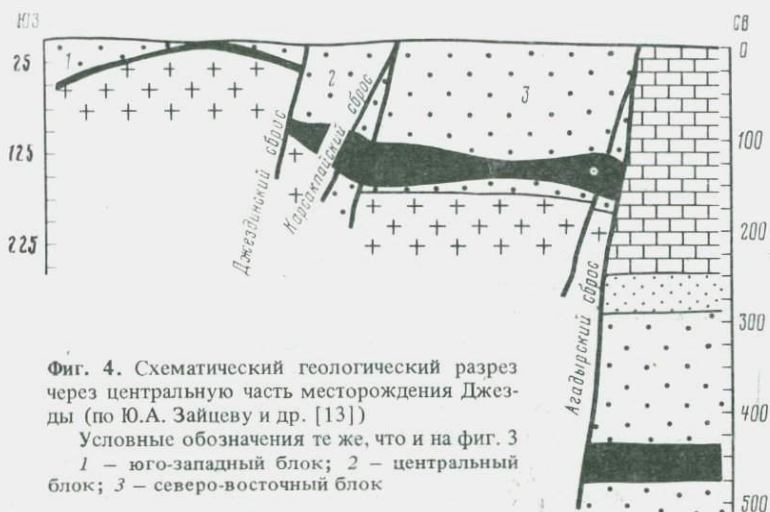 ЮЗ
СВ
25
125
225
0
100
200
300
400
500
1
2
3
Джездинский сброс
Карсакпайский сброс
Агадырский сброс
Фиг. 4. Схематический геологический разрез
через центральную часть месторождения Джез-
ды (по Ю.А. Зайцеву и др. [13])
Условные обозначения те же, что и на фиг. 3
1 – юго-западный блок; 2 – центральный
блок; 3 – северо-восточный блок